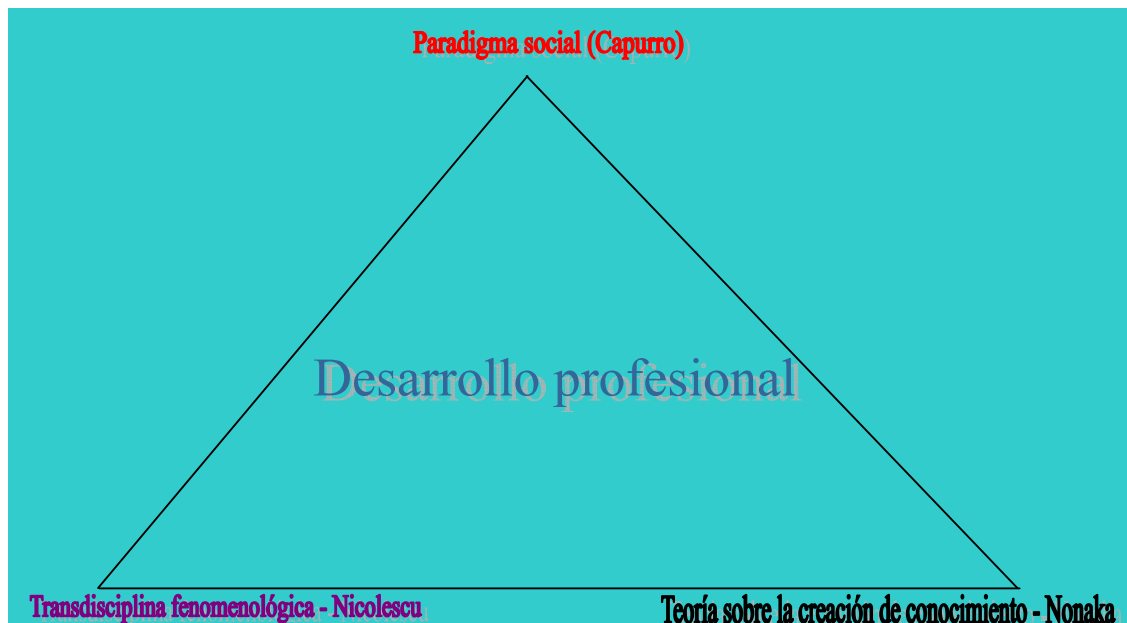 Paradigma social (Capurro)
Desarrollo profesional
Transdisciplina fenomenológica - Nicolescu
Teoría sobre la creación de conocimiento - Nonaka